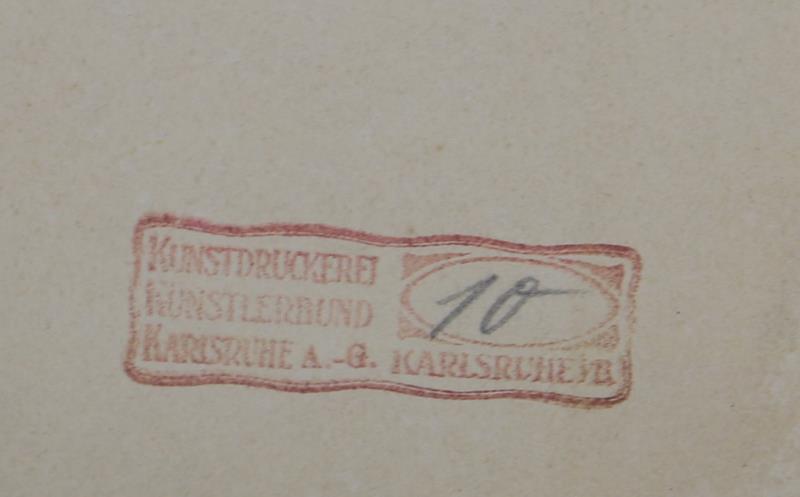 KUNSTDRUCKEREI
KÜNSTLERBUND
KARLSRUHE A.-G. KARLSRUHE i/B.
10